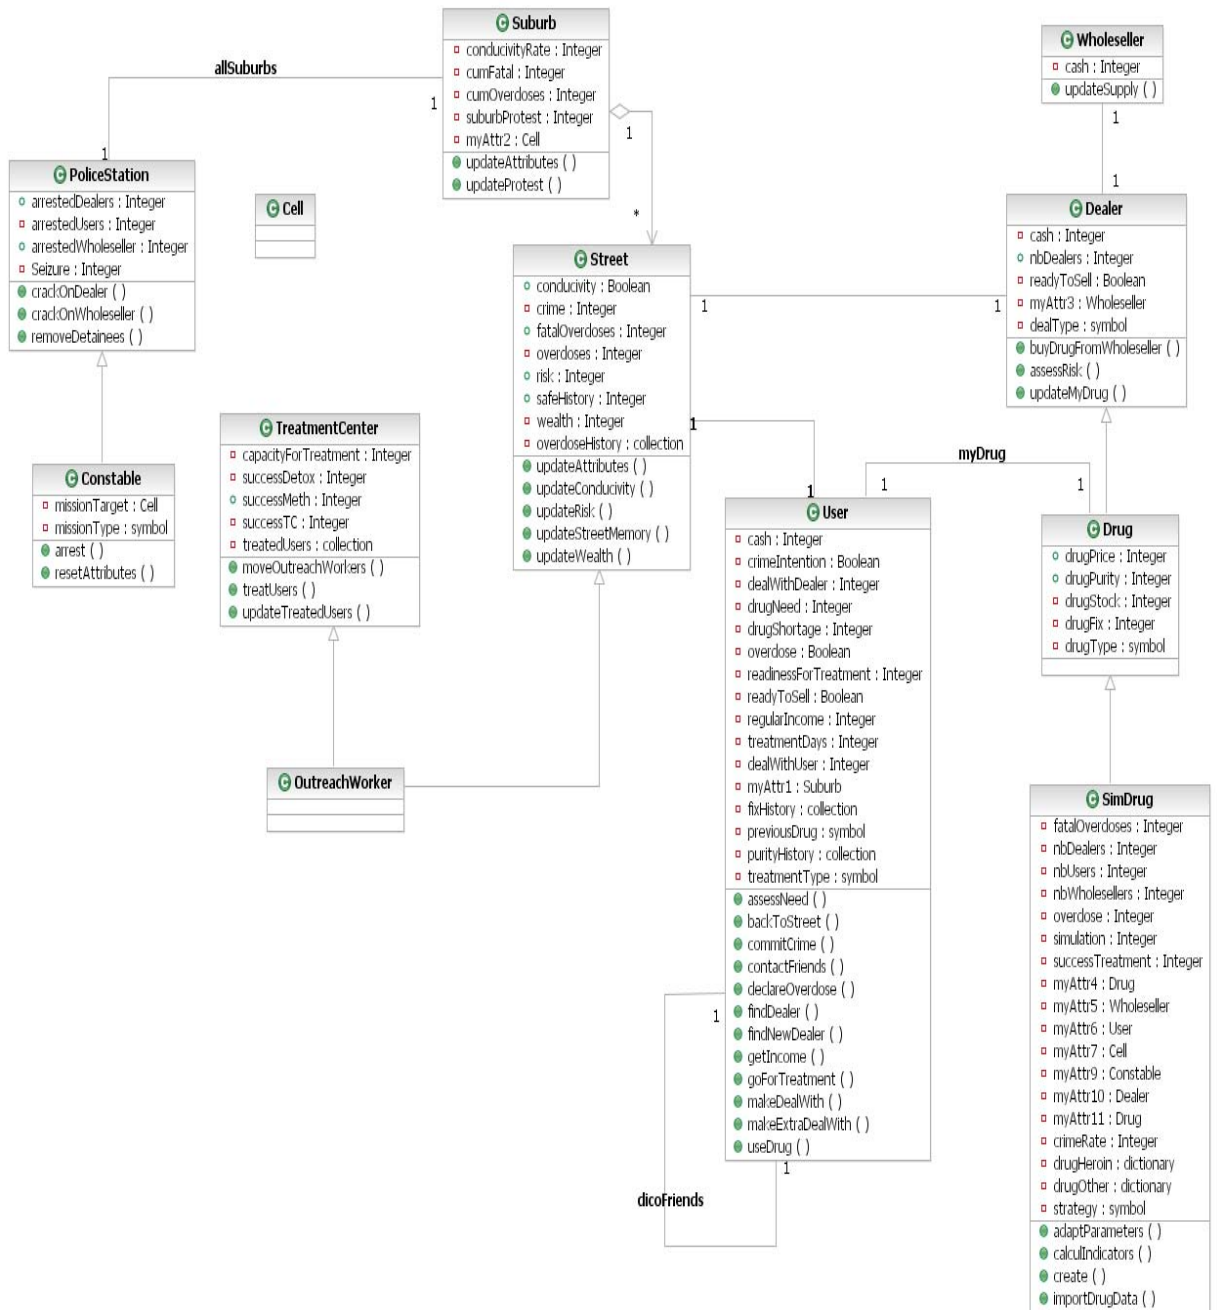 Suburb
conducivityRate : Integer
cumFatal : Integer
cumOverdoses : Integer
suburbProtest : Integer
myAttr2 : Cell
updateAttributes ( )
updateProtest ( )
Wholeseller
cash : Integer
updateSupply ( )
allSuburbs
1
1
1
*
1
1
PoliceStation
arrestedDealers : Integer
arrestedUsers : Integer
arrestedWholeseller : Integer
Seizure : Integer
crackOnDealer ( )
crackOnWholeseller ( )
removeDetainees ( )
Cell
Street
conducivity : Boolean
crime : Integer
fatalOverdoses : Integer
overdoses : Integer
risk : Integer
safeHistory : Integer
wealth : Integer
overdoseHistory : collection
updateAttributes ( )
updateConducivity ( )
updateRisk ( )
updateStreetMemory ( )
updateWealth ( )
1
1
Dealer
cash : Integer
nbDealers : Integer
readyToSell : Boolean
myAttr3 : Wholeseller
dealType : symbol
buyDrugFromWholeseller ( )
assessRisk ( )
updateMyDrug ( )
Constable
missionTarget : Cell
missionType : symbol
arrest ( )
resetAttributes ( )
TreatmentCenter
capacityForTreatment : Integer
successDetox : Integer
successMeth : Integer
successTC : Integer
treatedUsers : collection
moveOutreachWorkers ( )
treatUsers ( )
updateTreatedUsers ( )
1
1
myDrug
1
1
User
cash : Integer
crimeIntention : Boolean
dealWithDealer : Integer
drugNeed : Integer
drugShortage : Integer
overdose : Boolean
readinessForTreatment : Integer
readyToSell : Boolean
regularIncome : Integer
treatmentDays : Integer
dealWithUser : Integer
myAttr1 : Suburb
fixHistory : collection
previousDrug : symbol
purityHistory : collection
treatmentType : symbol
assessNeed ( )
backToStreet ( )
commitCrime ( )
contactFriends ( )
declareOverdose ( )
findDealer ( )
findNewDealer ( )
getIncome ( )
goForTreatment ( )
makeDealWith ( )
makeExtraDealWith ( )
useDrug ( )
Drug
drugPrice : Integer
drugPurity : Integer
drugStock : Integer
drugFix : Integer
drugType : symbol
OutreachWorker
SimDrug
fatalOverdoses : Integer
nbDealers : Integer
nbUsers : Integer
nbWholesellers : Integer
overdose : Integer
simulation : Integer
successTreatment : Integer
myAttr4 : Drug
myAttr5 : Wholeseller
myAttr6 : User
myAttr7 : Cell
myAttr9 : Constable
myAttr10 : Dealer
myAttr11 : Drug
crimeRate : Integer
drugHeroin : dictionary
drugOther : dictionary
strategy : symbol
adaptParameters ( )
calculIndicators ( )
create ( )
importDrugData ( )
1
1
dicoFriends